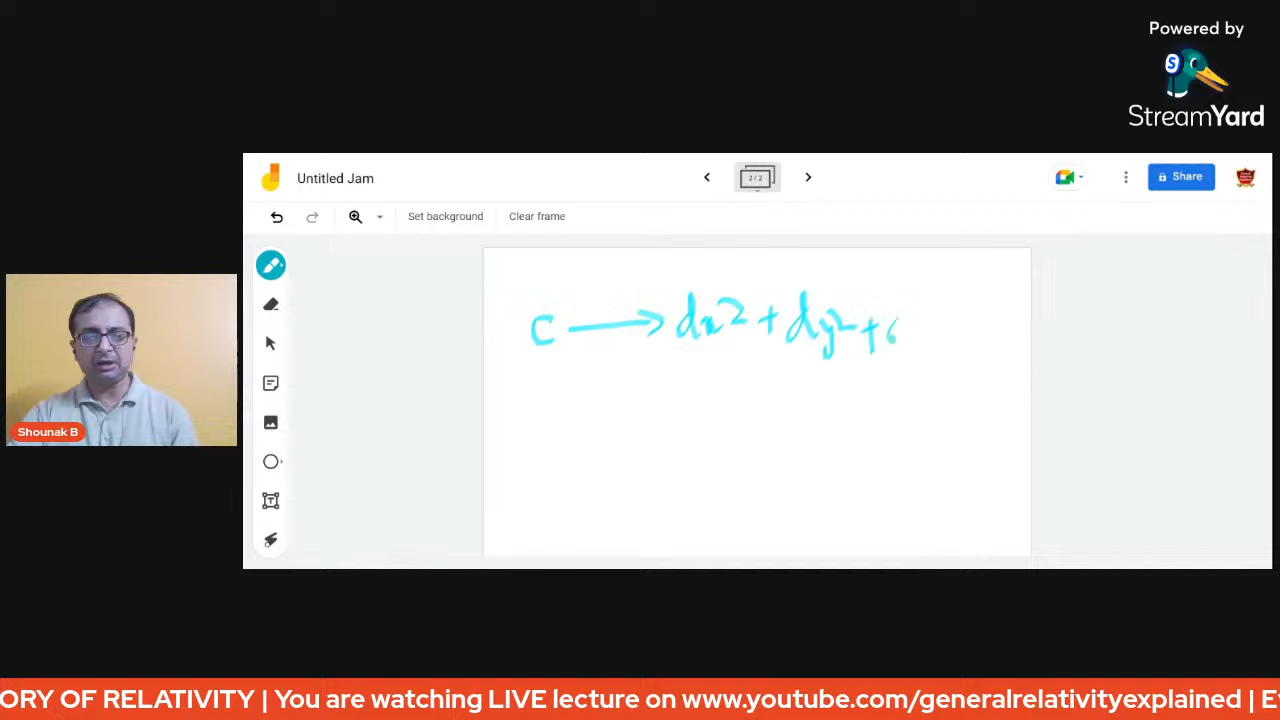 Powered by
StreamYard
Untitled Jam
2 / 2
Share
Set background
Clear frame
c → dx² + dy² +
Shounak B
ORY OF RELATIVITY | You are watching LIVE lecture on www.youtube.com/generalrelativityexplained | E